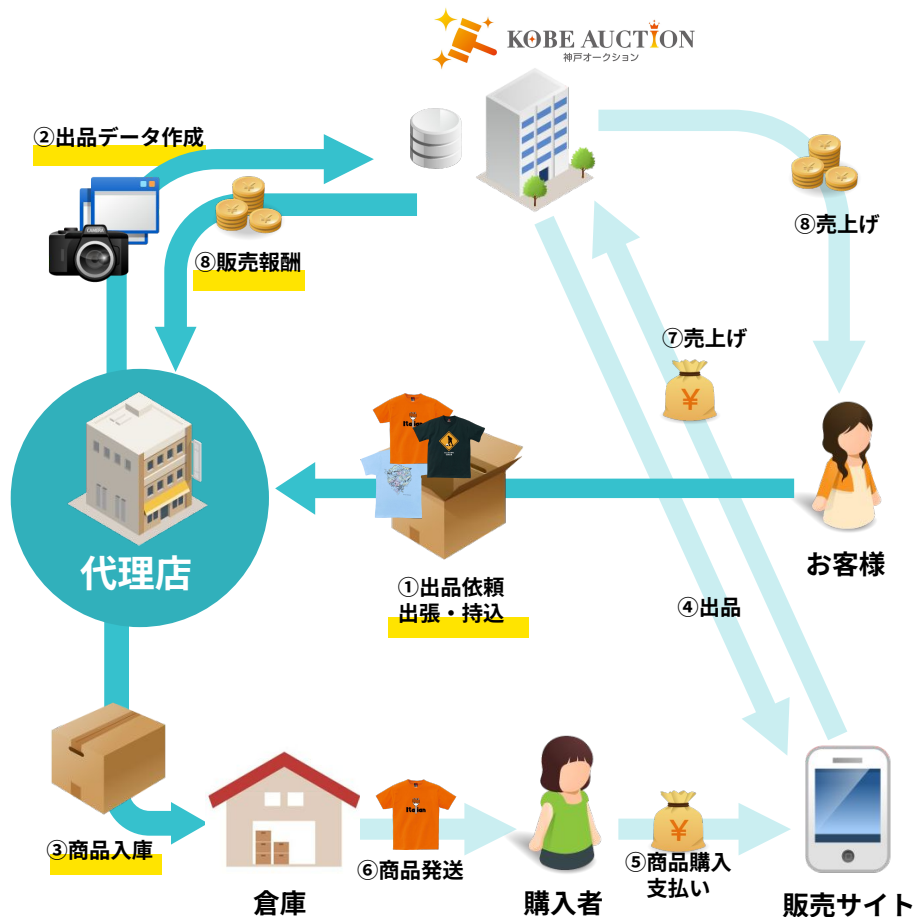 KOBE AUCTION
神戸オークション
②出品データ作成
CAMERA
⑧販売報酬
⑧売上げ
⑦売上げ
代理店
お客様
①出品依頼
出張・持込
④出品
③商品入庫
倉庫
⑥商品発送
購入者
⑤商品購入
支払い
販売サイト